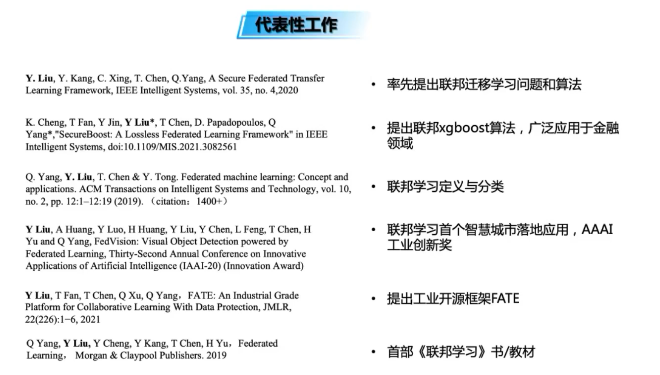 代表性工作
Y. Liu, Y. Kang, C. Xing, T. Chen, Q.Yang, A Secure Federated Transfer
Learning Framework, IEEE Intelligent Systems, vol. 35, no. 4,2020
• 率先提出联邦迁移学习问题和算法
K. Cheng, T Fan, Y Jin, Y Liu*, T Chen, D. Papadopoulos, Q
Yang*,"SecureBoost: A Lossless Federated Learning Framework" in IEEE
Intelligent Systems, doi:10.1109/MIS.2021.3082561
• 提出联邦xgboost算法，广泛应用于金融
领域
Q. Yang, Y. Liu, T. Chen & Y. Tong. Federated machine learning: Concept and
applications. ACM Transactions on Intelligent Systems and Technology, vol. 10,
no. 2, pp. 12:1–12:19 (2019). （citation：1400+）
• 联邦学习定义与分类
Y Liu, A Huang, Y Luo, H Huang, Y Liu, Y Chen, L Feng, T Chen, H
Yu and Q Yang, FedVision: Visual Object Detection powered by
Federated Learning, Thirty-Second Annual Conference on Innovative
Applications of Artificial Intelligence (IAAI-20) (Innovation Award)
• 联邦学习首个智慧城市落地应用，AAAI
工业创新奖
Y Liu, T Fan, T Chen, Q Xu, Q Yang，FATE: An Industrial Grade
Platform for Collaborative Learning With Data Protection, JMLR,
22(226):1−6, 2021
• 提出工业开源框架FATE
Q Yang, Y Liu, Y Cheng, Y Kang, T Chen, H Yu，Federated
Learning， Morgan & Claypool Publishers. 2019
• 首部《联邦学习》书/教材